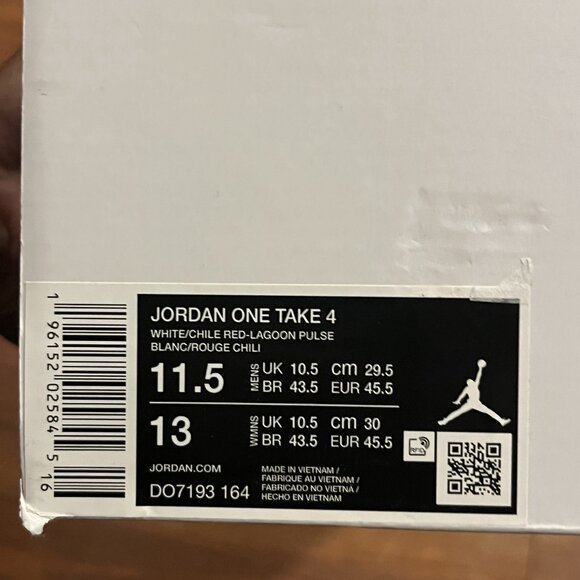 JORDAN ONE TAKE 4
WHITE/CHILE RED-LAGOON PULSE
BLANC/ROUGE CHILI
11.5 MENS UK 10.5 CM 29.5
BR 43.5 EUR 45.5
13 WMNS UK 10.5 CM 30
BR 43.5 EUR 45.5
JORDAN.COM
DO7193 164
MADE IN VIETNAM /
FABRIQUE AU VIETNAM /
FABRICADO NO VIETNA /
HECHO EN VIETNAM
RFID
1 96152 02584 5 16